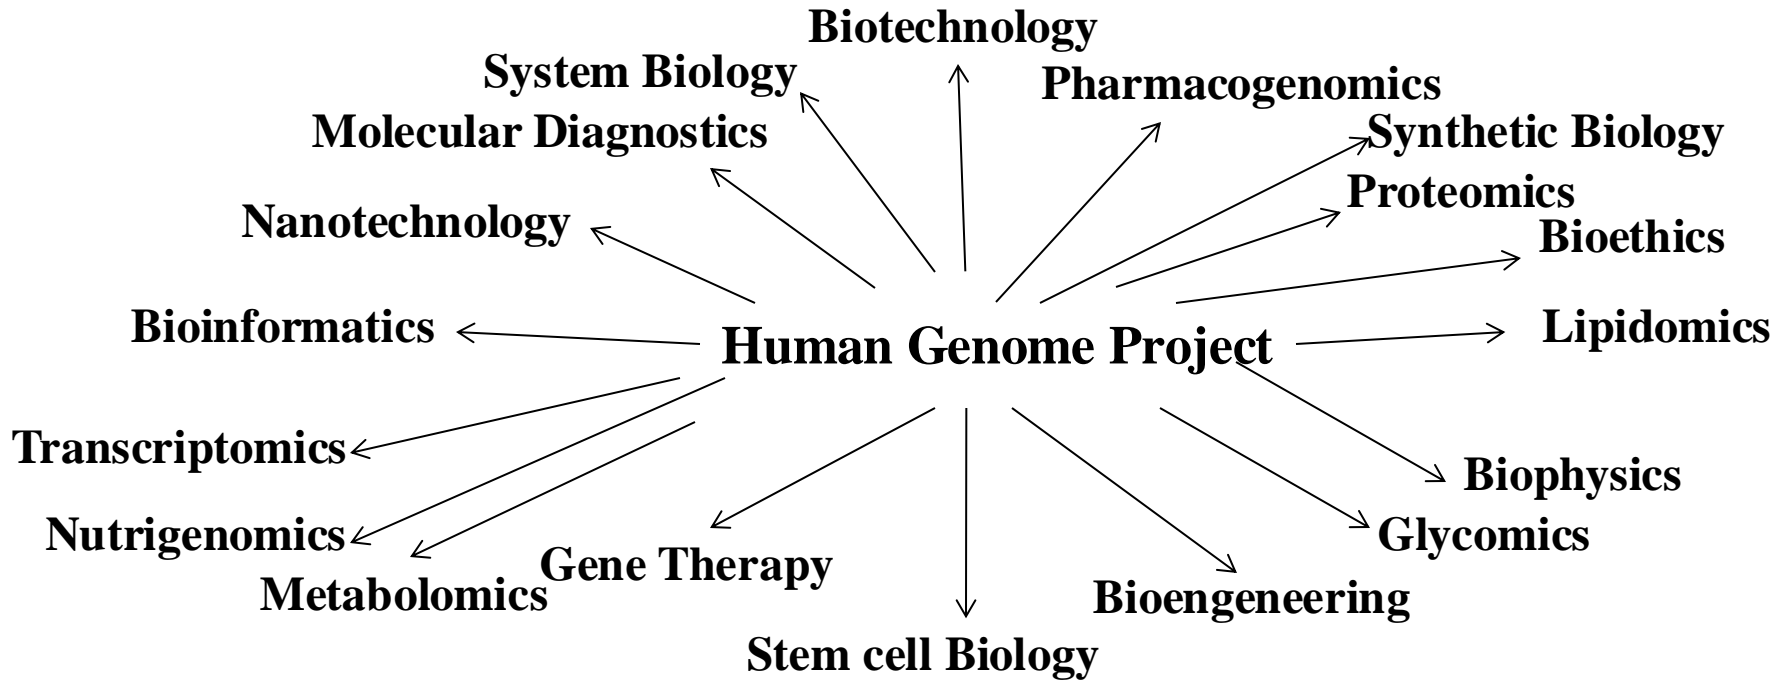 Biotechnology
System Biology
Pharmacogenomics
Molecular Diagnostics
Synthetic Biology
Proteomics
Nanotechnology
Bioethics
Bioinformatics
Lipidomics
Human Genome Project
Transcriptomics
Biophysics
Nutrigenomics
Glycomics
Gene Therapy
Metabolomics
Bioengeneering
Stem cell Biology